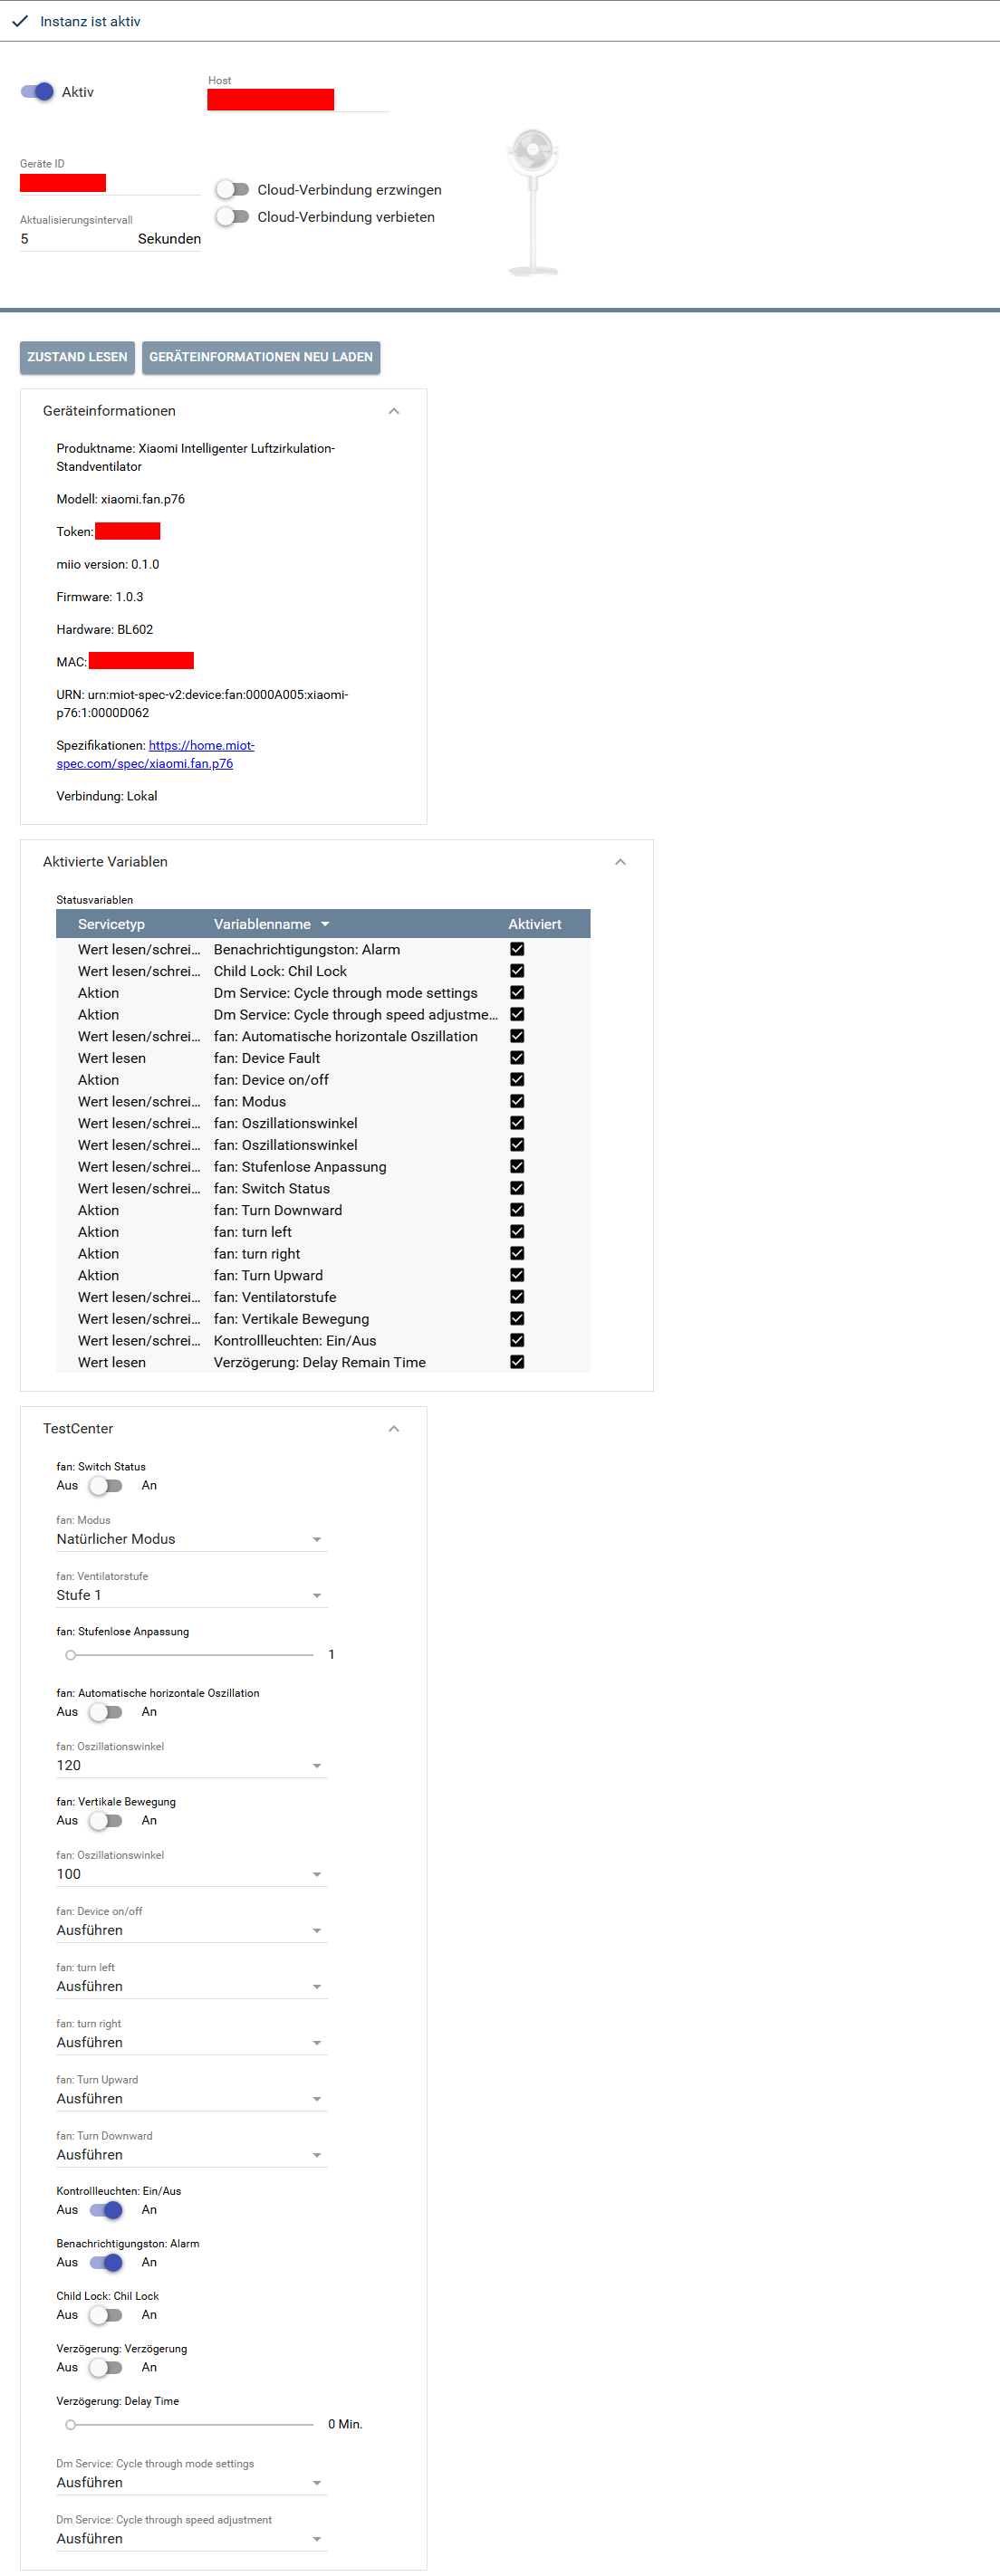 Instanz ist aktiv
Aktiv
Host
Geräte ID
Cloud-Verbindung erzwingen
Cloud-Verbindung verbieten
Aktualisierungsintervall
5 Sekunden
ZUSTAND LESEN GERÄTEINFORMATIONEN NEU LADEN
Geräteinformationen
Produktname: Xiaomi Intelligenter Luftzirkulation-
Standventilator
Modell: xiaomi.fan.p76
Token:
miio version: 0.1.0
Firmware: 1.0.3
Hardware: BL602
MAC:
URN: urn:miot-spec-v2:device:fan:0000A005:xiaomi-
p76:1:0000D062
Spezifikationen: https://home.miot-
spec.com/spec/xiaomi.fan.p76
Verbindung: Lokal
Aktivierte Variablen
Statusvariablen
Servicetyp Variablenname Aktiviert
Wert lesen/schrei... Benachrichtigungston: Alarm
Wert lesen/schrei... Child Lock: Chil Lock
Aktion Dm Service: Cycle through mode settings
Aktion Dm Service: Cycle through speed adjustme...
Wert lesen/schrei... fan: Automatische horizontale Oszillation
Wert lesen fan: Device Fault
Aktion fan: Device on/off
Wert lesen/schrei... fan: Modus
Wert lesen/schrei... fan: Oszillationswinkel
Wert lesen/schrei... fan: Oszillationswinkel
Wert lesen/schrei... fan: Stufenlose Anpassung
Wert lesen/schrei... fan: Switch Status
Aktion fan: Turn Downward
Aktion fan: turn left
Aktion fan: turn right
Aktion fan: Turn Upward
Wert lesen/schrei... fan: Ventilatorstufe
Wert lesen/schrei... fan: Vertikale Bewegung
Wert lesen/schrei... Kontrollleuchten: Ein/Aus
Wert lesen Verzögerung: Delay Remain Time
TestCenter
fan: Switch Status
Aus An
fan: Modus
Natürlicher Modus
fan: Ventilatorstufe
Stufe 1
fan: Stufenlose Anpassung
1
fan: Automatische horizontale Oszillation
Aus An
fan: Oszillationswinkel
120
fan: Vertikale Bewegung
Aus An
fan: Oszillationswinkel
100
fan: Device on/off
Ausführen
fan: turn left
Ausführen
fan: turn right
Ausführen
fan: Turn Upward
Ausführen
fan: Turn Downward
Ausführen
Kontrollleuchten: Ein/Aus
Aus An
Benachrichtigungston: Alarm
Aus An
Child Lock: Chil Lock
Aus An
Verzögerung: Verzögerung
Aus An
Verzögerung: Delay Time
0 Min.
Dm Service: Cycle through mode settings
Ausführen
Dm Service: Cycle through speed adjustment
Ausführen